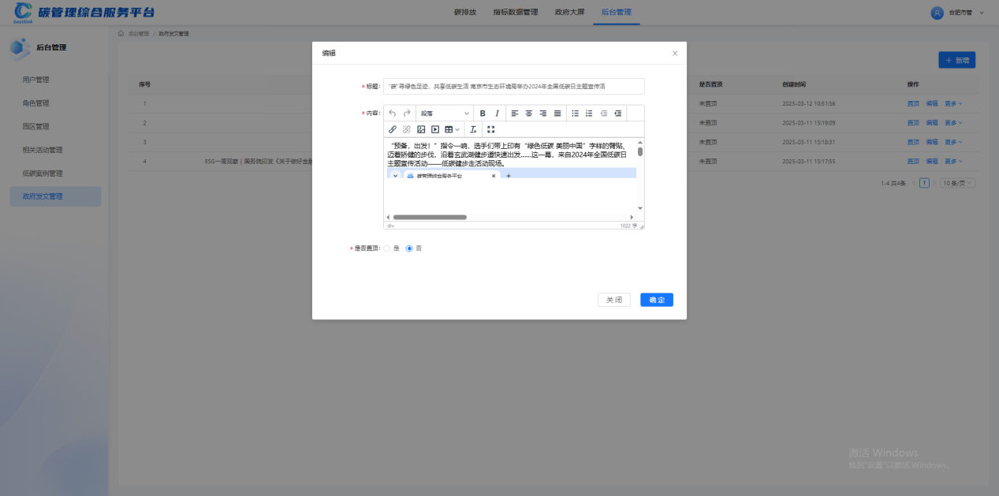 bestlink
碳管理综合服务平台
碳排放 指标数据管理 政府大屏 后台管理
合肥市管
后台管理
后台管理 / 政府发文管理
用户管理
角色管理
园区管理
相关活动管理
低碳案例管理
政府发文管理
+ 新增
序号 是否置顶 创建时间 操作
1 未置顶 2025-03-12 10:51:56 置顶 编辑 更多
2 未置顶 2025-03-11 15:19:09 置顶 编辑 更多
3 未置顶 2025-03-11 15:18:31 置顶 编辑 更多
4 ESG一周观察 | 国务院印发《关于做好金融 未置顶 2025-03-11 15:17:55 置顶 编辑 更多
1-4 共4条 < 1 > 10 条/页
编辑
* 标题: “碳”寻绿色足迹，共享低碳生活 南京市生态环境局举办2024年全国低碳日主题宣传活
* 内容: 段落 B I
“预备，出发！”指令一响，选手们带上印有“绿色低碳 美丽中国”字样的臂贴、
迈着矫健的步伐，沿着玄武湖健步道快速出发……这一幕，来自2024年全国低碳日
主题宣传活动——低碳健步走活动现场。
碳管理综合服务平台 × +
div 1022 字
* 是否置顶: 是 否
关 闭 确 定
激活 Windows
转到"设置"以激活 Windows。